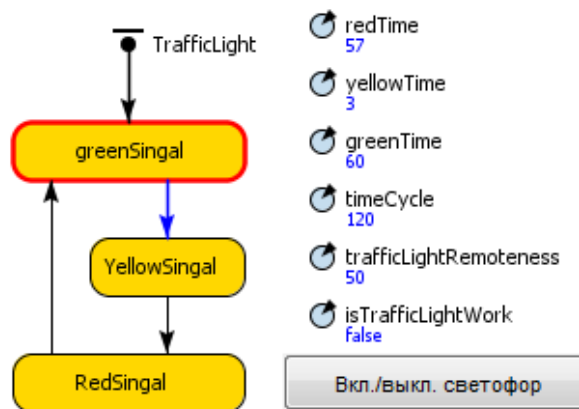 TrafficLight
greenSingal
YellowSingal
RedSingal
redTime
57
yellowTime
3
greenTime
60
timeCycle
120
trafficLightRemoteness
50
isTrafficLightWork
false
Вкл./выкл. светофор